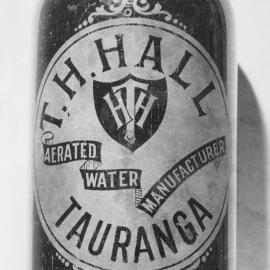 T.H. HALL
HTH
AERATED
WATER
MANUFACTURER
TAURANGA